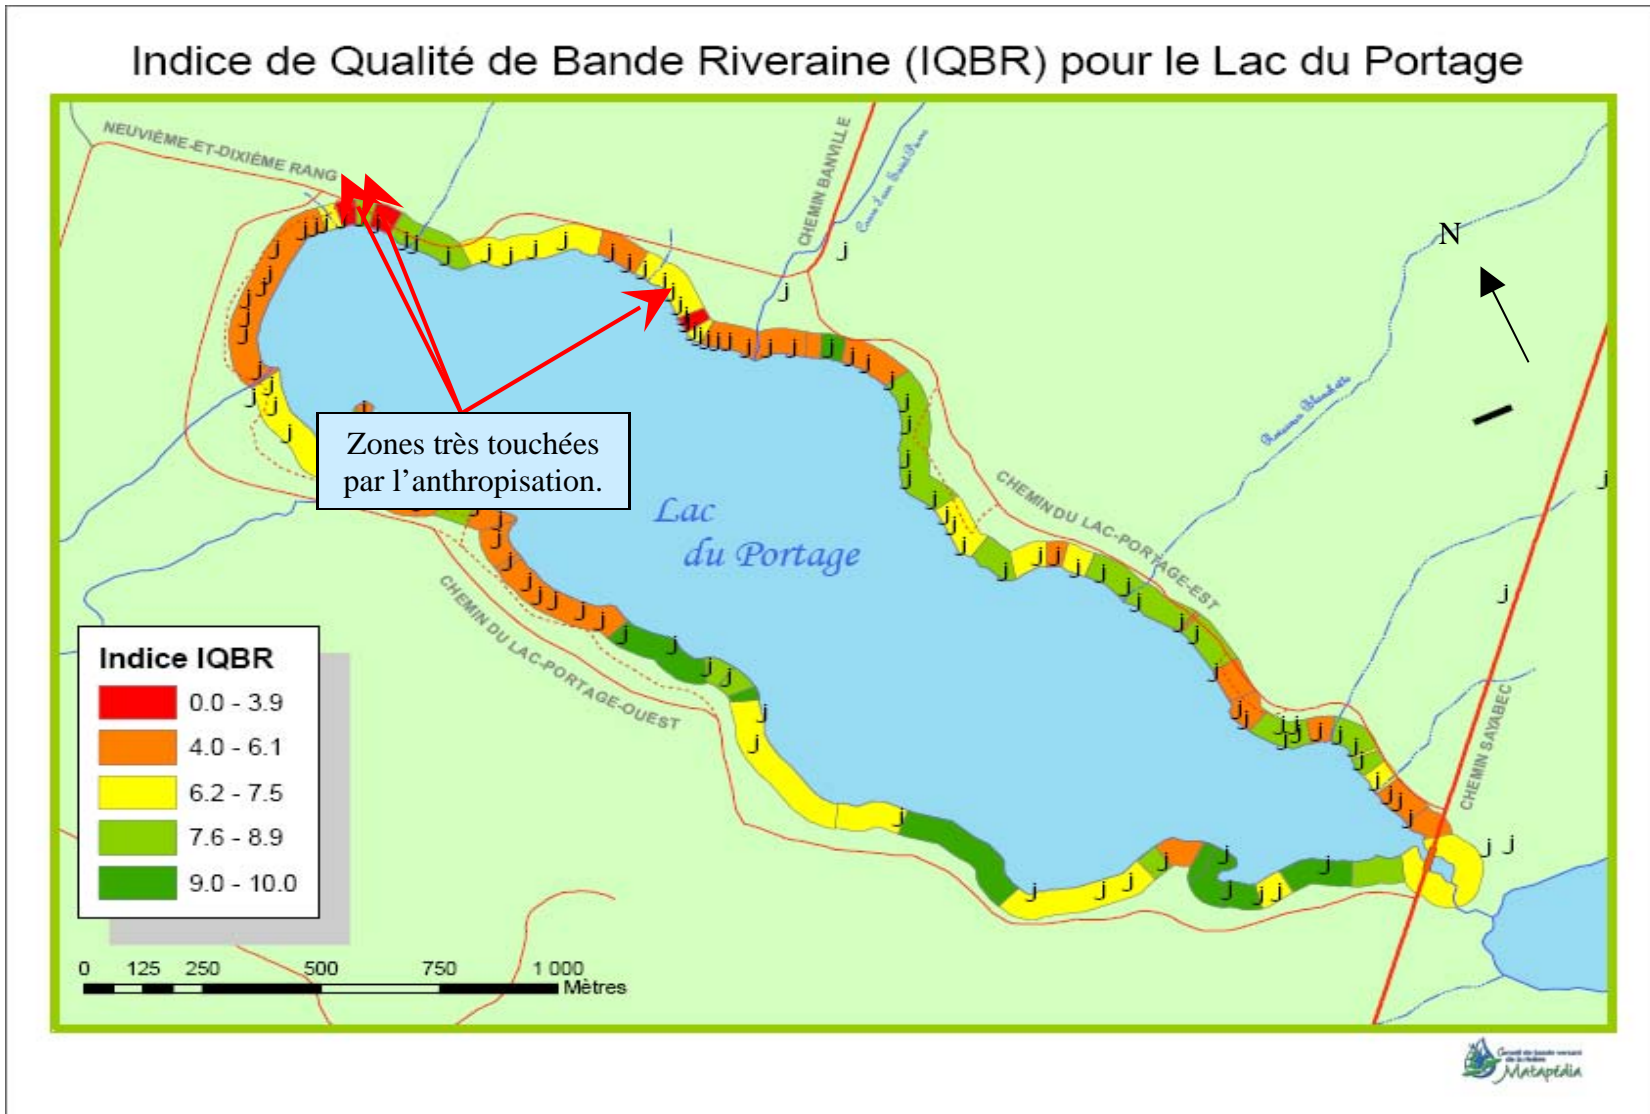 Indice de Qualité de Bande Riveraine (IQBR) pour le Lac du Portage
NEUVIÈME-ET-DIXIÈME RANG
CHEMIN BANVILLE
N
Zones très touchées
par l’anthropisation.
Lac
du Portage
CHEMIN DU LAC-PORTAGE-EST
CHEMIN DU LAC-PORTAGE-OUEST
CHEMIN SAYABEC
Indice IQBR
0.0 - 3.9
4.0 - 6.1
6.2 - 7.5
7.6 - 8.9
9.0 - 10.0
0 125 250 500 750 1 000
Mètres
Matapédia